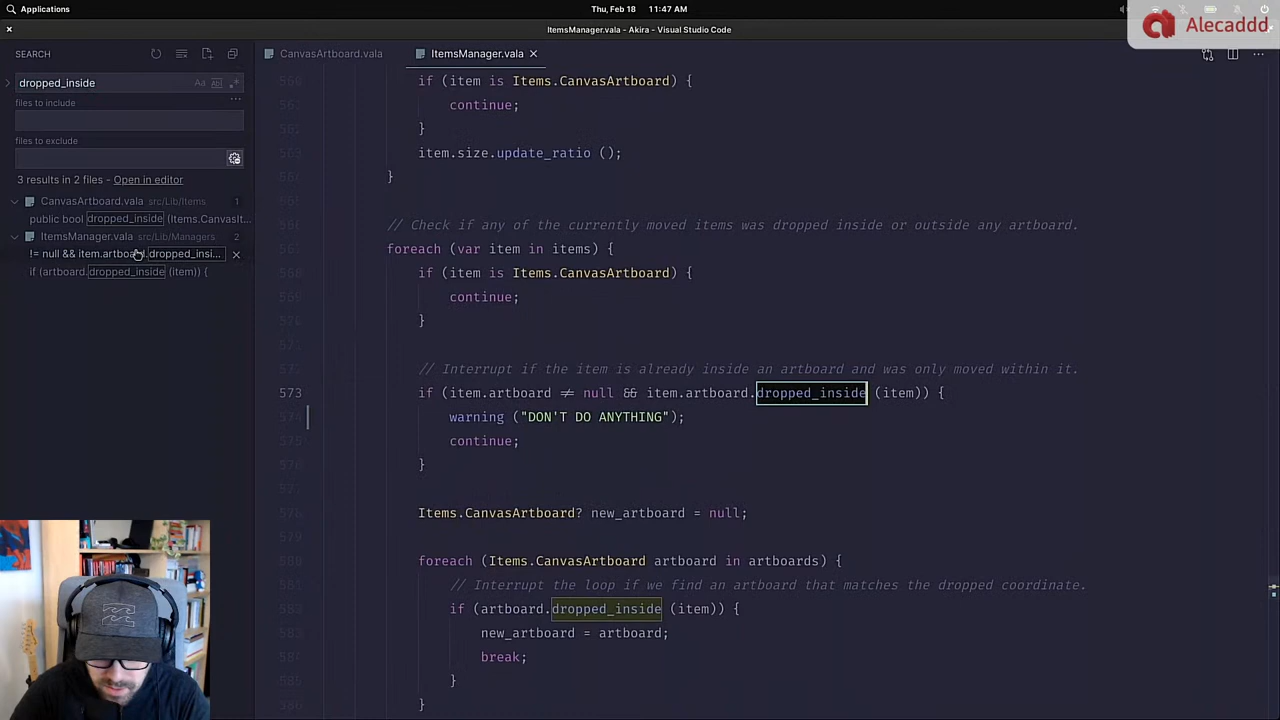 Applications
Thu, Feb 18
11:47 AM
Alecaddd
ItemsManager.vala - Akira - Visual Studio Code
SEARCH
CanvasArtboard.vala
ItemsManager.vala
dropped_inside
files to include
files to exclude
3 results in 2 files - Open in editor
CanvasArtboard.vala src/Lib/Items 1
public bool dropped_inside (Items.CanvasIt...
ItemsManager.vala src/Lib/Managers 2
!= null && item.artboard.dropped_insi...
if (artboard.dropped_inside (item)) {
if (item is Items.CanvasArtboard) {
continue;
}
item.size.update_ratio ();
}
// Check if any of the currently moved items was dropped inside or outside any artboard.
foreach (var item in items) {
if (item is Items.CanvasArtboard) {
continue;
}
// Interrupt if the item is already inside an artboard and was only moved within it.
573 if (item.artboard ≠ null && item.artboard.dropped_inside (item)) {
warning ("DON'T DO ANYTHING");
continue;
}
Items.CanvasArtboard? new_artboard = null;
foreach (Items.CanvasArtboard artboard in artboards) {
// Interrupt the loop if we find an artboard that matches the dropped coordinate.
if (artboard.dropped_inside (item)) {
new_artboard = artboard;
break;
}
}